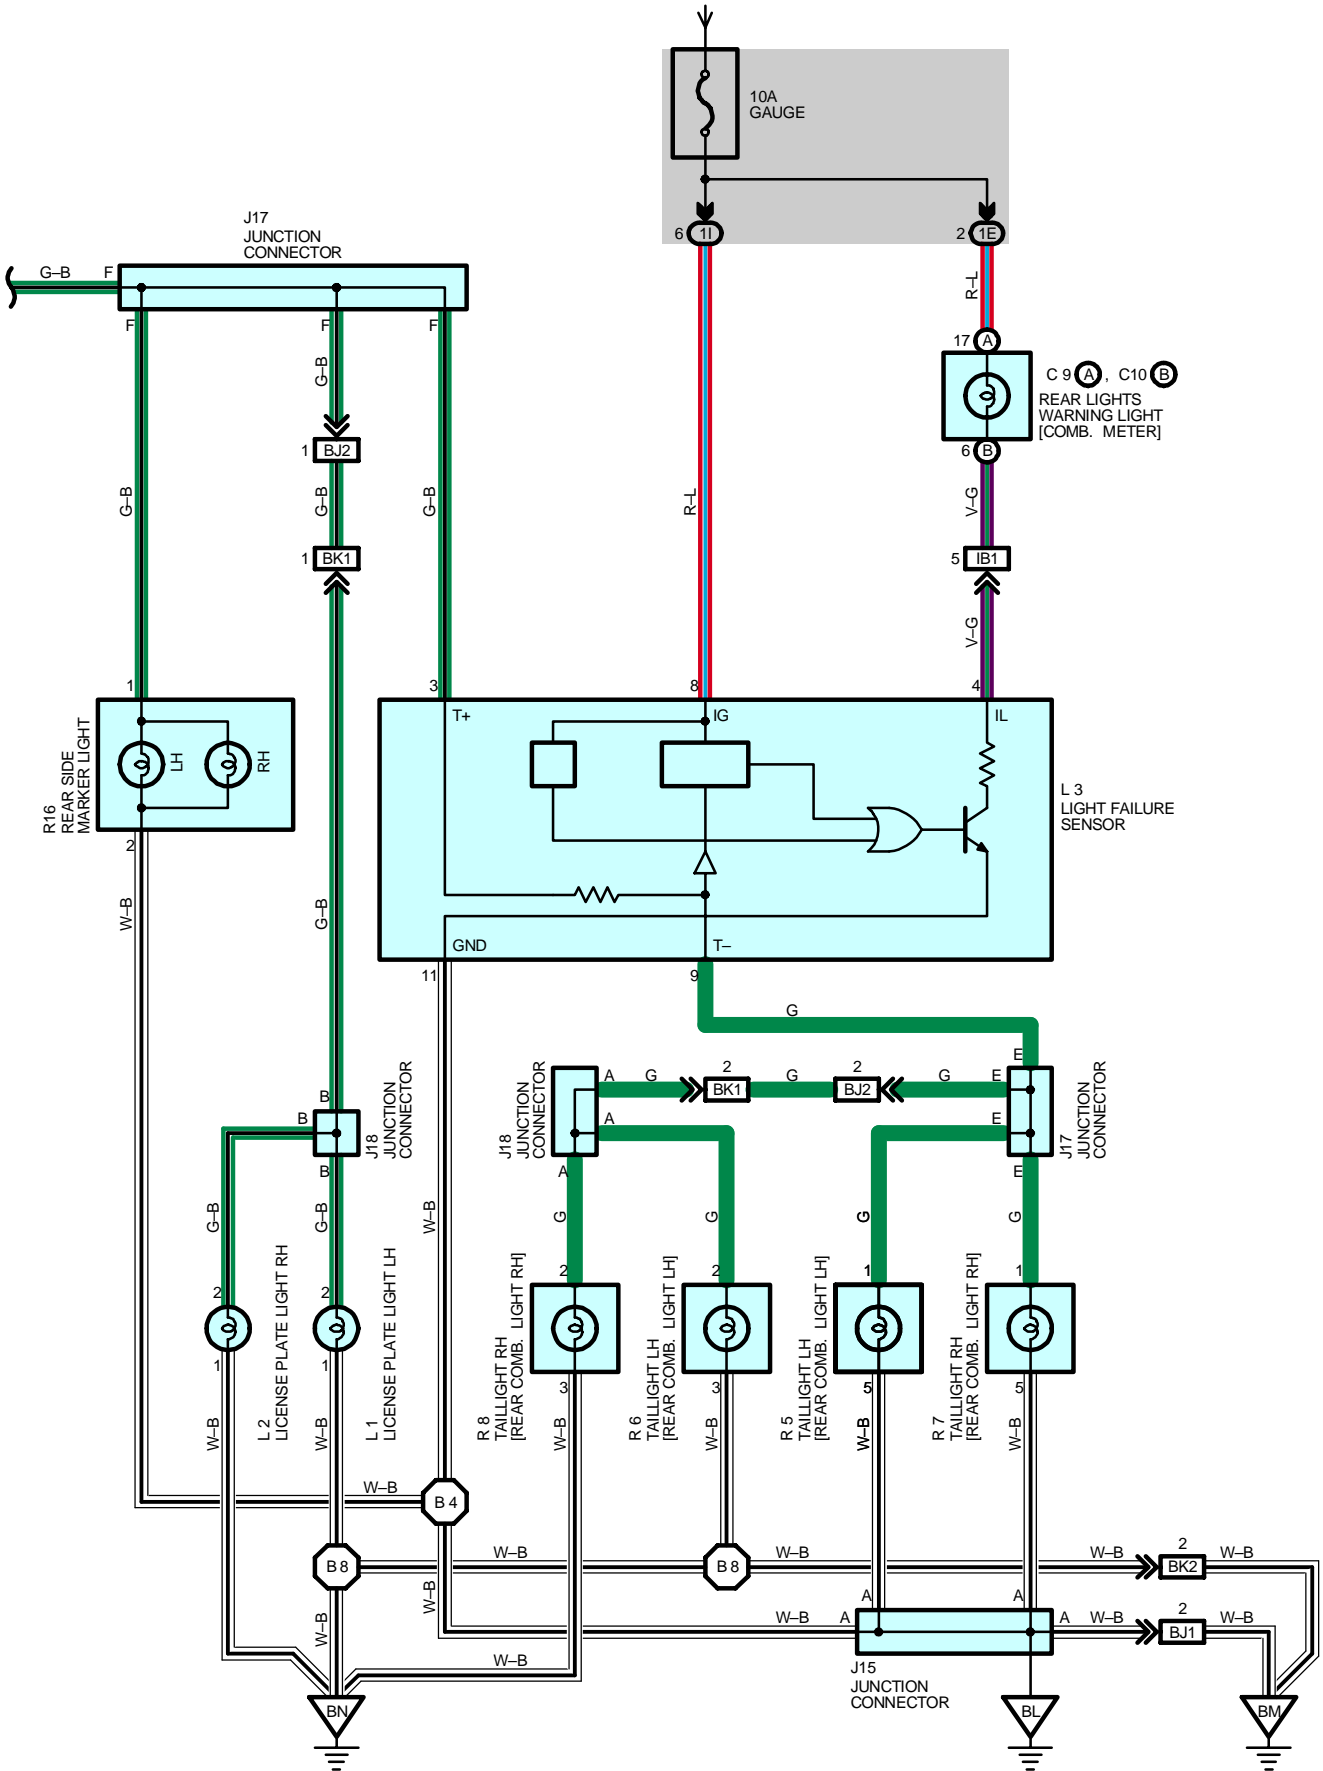 10A
GAUGE
6 1I
2 1E
J17
JUNCTION
CONNECTOR
G–B F
F
F
F
G–B
G–B
G–B
G–B
1 BJ2
1 BK1
R–L
R–L
17 A
C 9 A , C10 B
REAR LIGHTS
WARNING LIGHT
[COMB. METER]
6 B
V–G
5 IB1
V–G
1
3
8
4
T+
IG
IL
LH
RH
R16
REAR SIDE
MARKER LIGHT
2
L 3
LIGHT FAILURE
SENSOR
GND
T–
11
9
W–B
G–B
G
E
J18
JUNCTION
CONNECTOR
A
G
2
BK1
G
2
BJ2
G
E
A
E
J17
JUNCTION
CONNECTOR
B
B
B
J18
JUNCTION
CONNECTOR
A
E
G–B
G–B
W–B
G
G
G
G
2
2
2
2
1
1
1
1
3
3
5
5
L 2
LICENSE PLATE LIGHT RH
L 1
LICENSE PLATE LIGHT LH
R 8
TAILLIGHT RH
[REAR COMB. LIGHT RH]
R 6
TAILLIGHT LH
[REAR COMB. LIGHT LH]
R 5
TAILLIGHT LH
[REAR COMB. LIGHT LH]
R 7
TAILLIGHT RH
[REAR COMB. LIGHT RH]
W–B
W–B
W–B
W–B
W–B
W–B
W–B
B 4
B 8
W–B
B 8
W–B
W–B
2
BK2
W–B
W–B
W–B
W–B
A
A
A
A
W–B
2
BJ1
W–B
W–B
J15
JUNCTION
CONNECTOR
BN
BL
BM